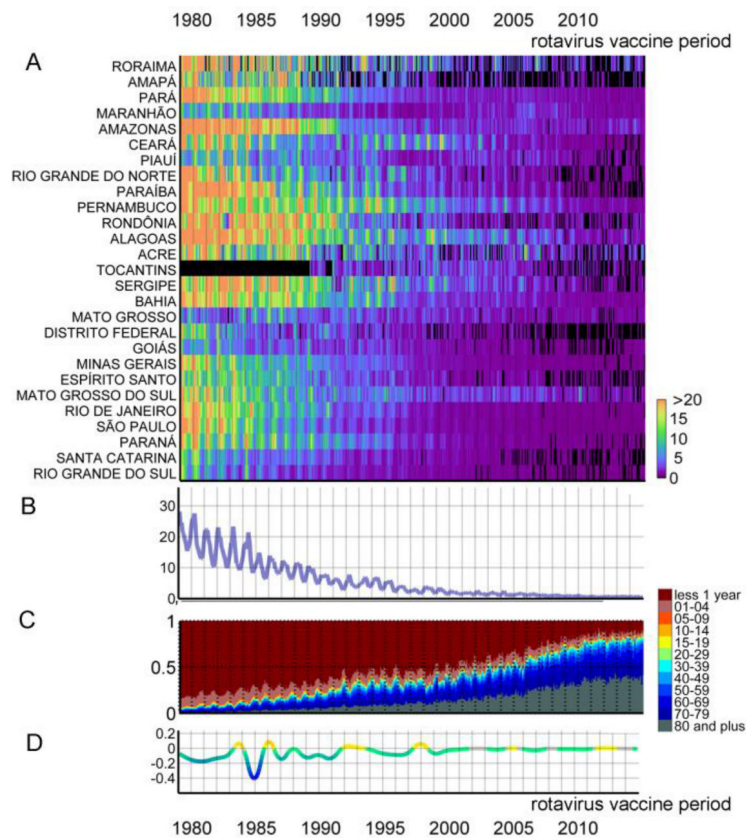 1980 1985 1990 1995 2000 2005 2010
rotavirus vaccine period
A
RORAIMA
AMAPÁ
PARÁ
MARANHÃO
AMAZONAS
CEARÁ
PIAUÍ
RIO GRANDE DO NORTE
PARAÍBA
PERNAMBUCO
RONDÔNIA
ALAGOAS
ACRE
TOCANTINS
SERGIPE
BAHIA
MATO GROSSO
DISTRITO FEDERAL
GOIÁS
MINAS GERAIS
ESPÍRITO SANTO
MATO GROSSO DO SUL
RIO DE JANEIRO
SÃO PAULO
PARANÁ
SANTA CATARINA
RIO GRANDE DO SUL
>20
15
10
5
0
B
30
20
10
0
C
1
0.5
0
less 1 year
01-04
05-09
10-14
15-19
20-29
30-39
40-49
50-59
60-69
70-79
80 and plus
D
0.2
0
-0.2
-0.4
rotavirus vaccine period
1980 1985 1990 1995 2000 2005 2010